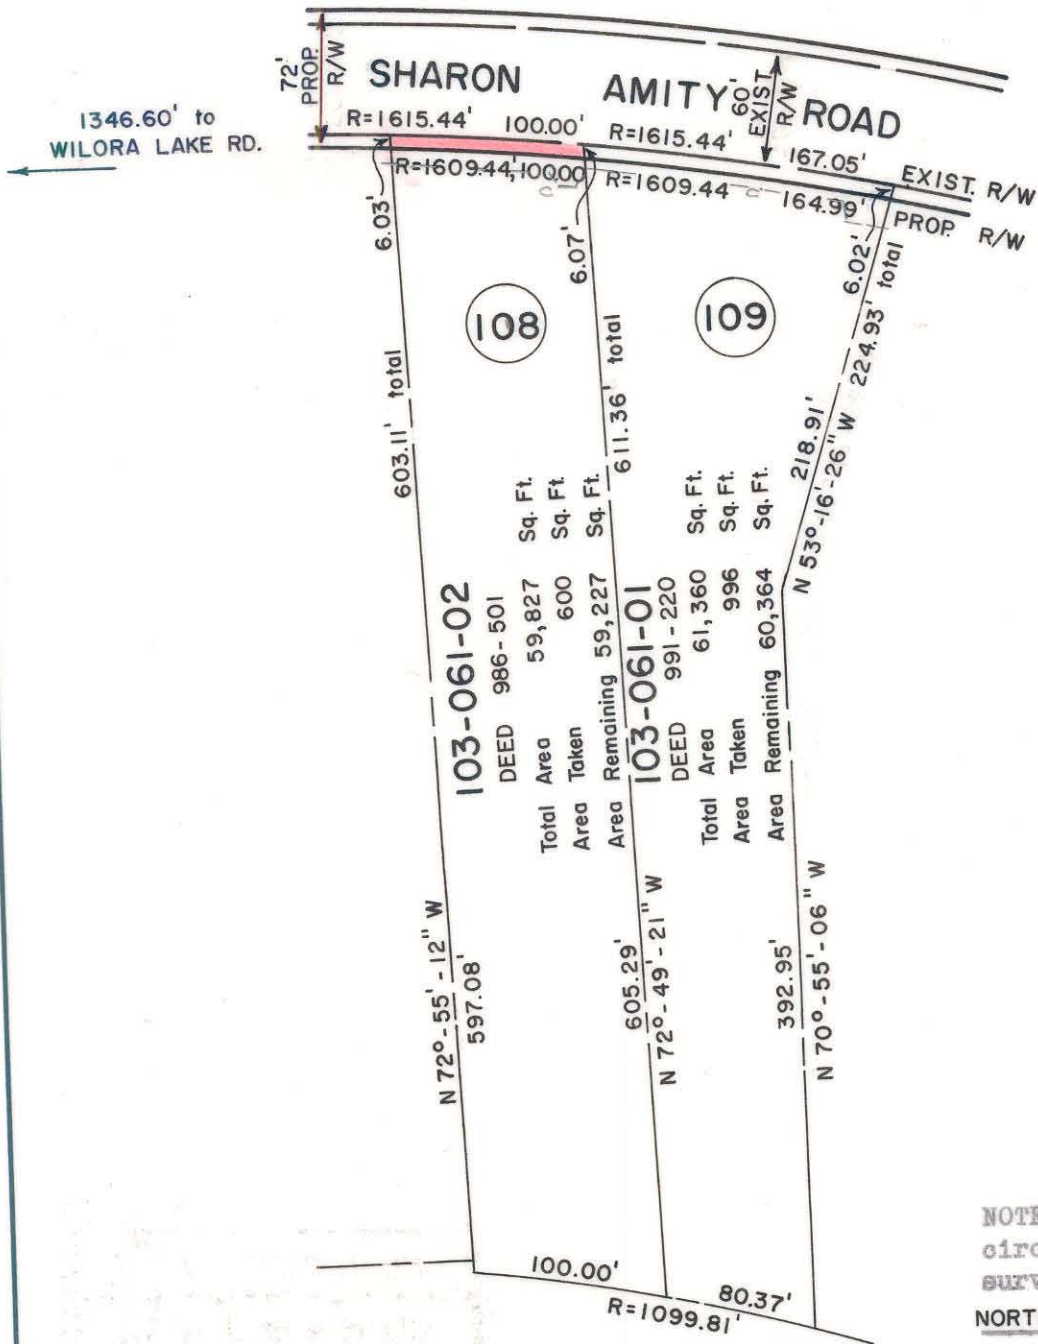 72'
PROP.
R/W
SHARON AMITY ROAD
60'
EXIST.
R/W
1346.60' to
WILORA LAKE RD.
R=1615.44' 100.00' R=1615.44' 167.05' EXIST. R/W
R=1609.44', 100.00 R=1609.44 164.99' PROP. R/W
6.03'
6.07'
6.02'
108
109
603.11' total
611.36' total
224.93' total
218.91'
N 53°-16'-26" W
103-061-02
DEED 986-501
Total Area 59,827 Sq. Ft.
Area Taken 600 Sq. Ft.
Area Remaining 59,227 Sq. Ft.
103-061-01
DEED 991-220
Total Area 61,360 Sq. Ft.
Area Taken 996 Sq. Ft.
Area Remaining 60,364 Sq. Ft.
N 72°-55'-12" W
597.08'
605.29'
N 72°-49'-21" W
392.95'
N 70°-55'-06" W
100.00'
80.37'
R=1099.81'
NOTE
circ
surv
NORT